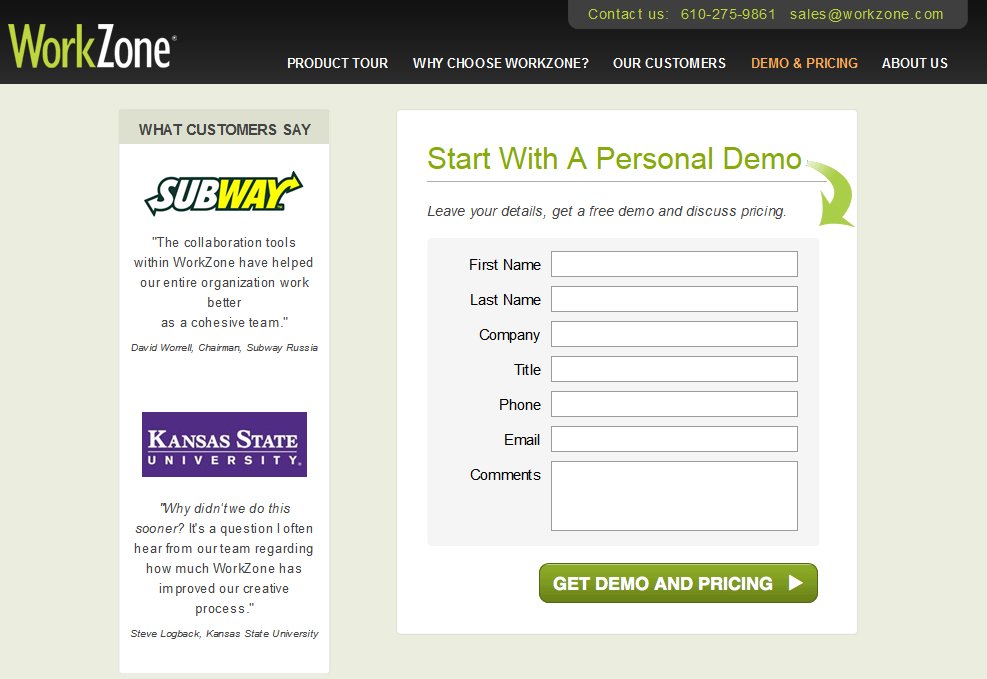 Contact us: 610-275-9861 sales@workzone.com
WorkZone®
PRODUCT TOUR WHY CHOOSE WORKZONE? OUR CUSTOMERS DEMO & PRICING ABOUT US
WHAT CUSTOMERS SAY
SUBWAY
"The collaboration tools
within WorkZone have helped
our entire organization work
better
as a cohesive team."
David Worrell, Chairman, Subway Russia
KANSAS STATE
UNIVERSITY.
"Why didn't we do this
sooner? It's a question I often
hear from our team regarding
how much WorkZone has
improved our creative
process."
Steve Logback, Kansas State University
Start With A Personal Demo
Leave your details, get a free demo and discuss pricing.
First Name
Last Name
Company
Title
Phone
Email
Comments
GET DEMO AND PRICING